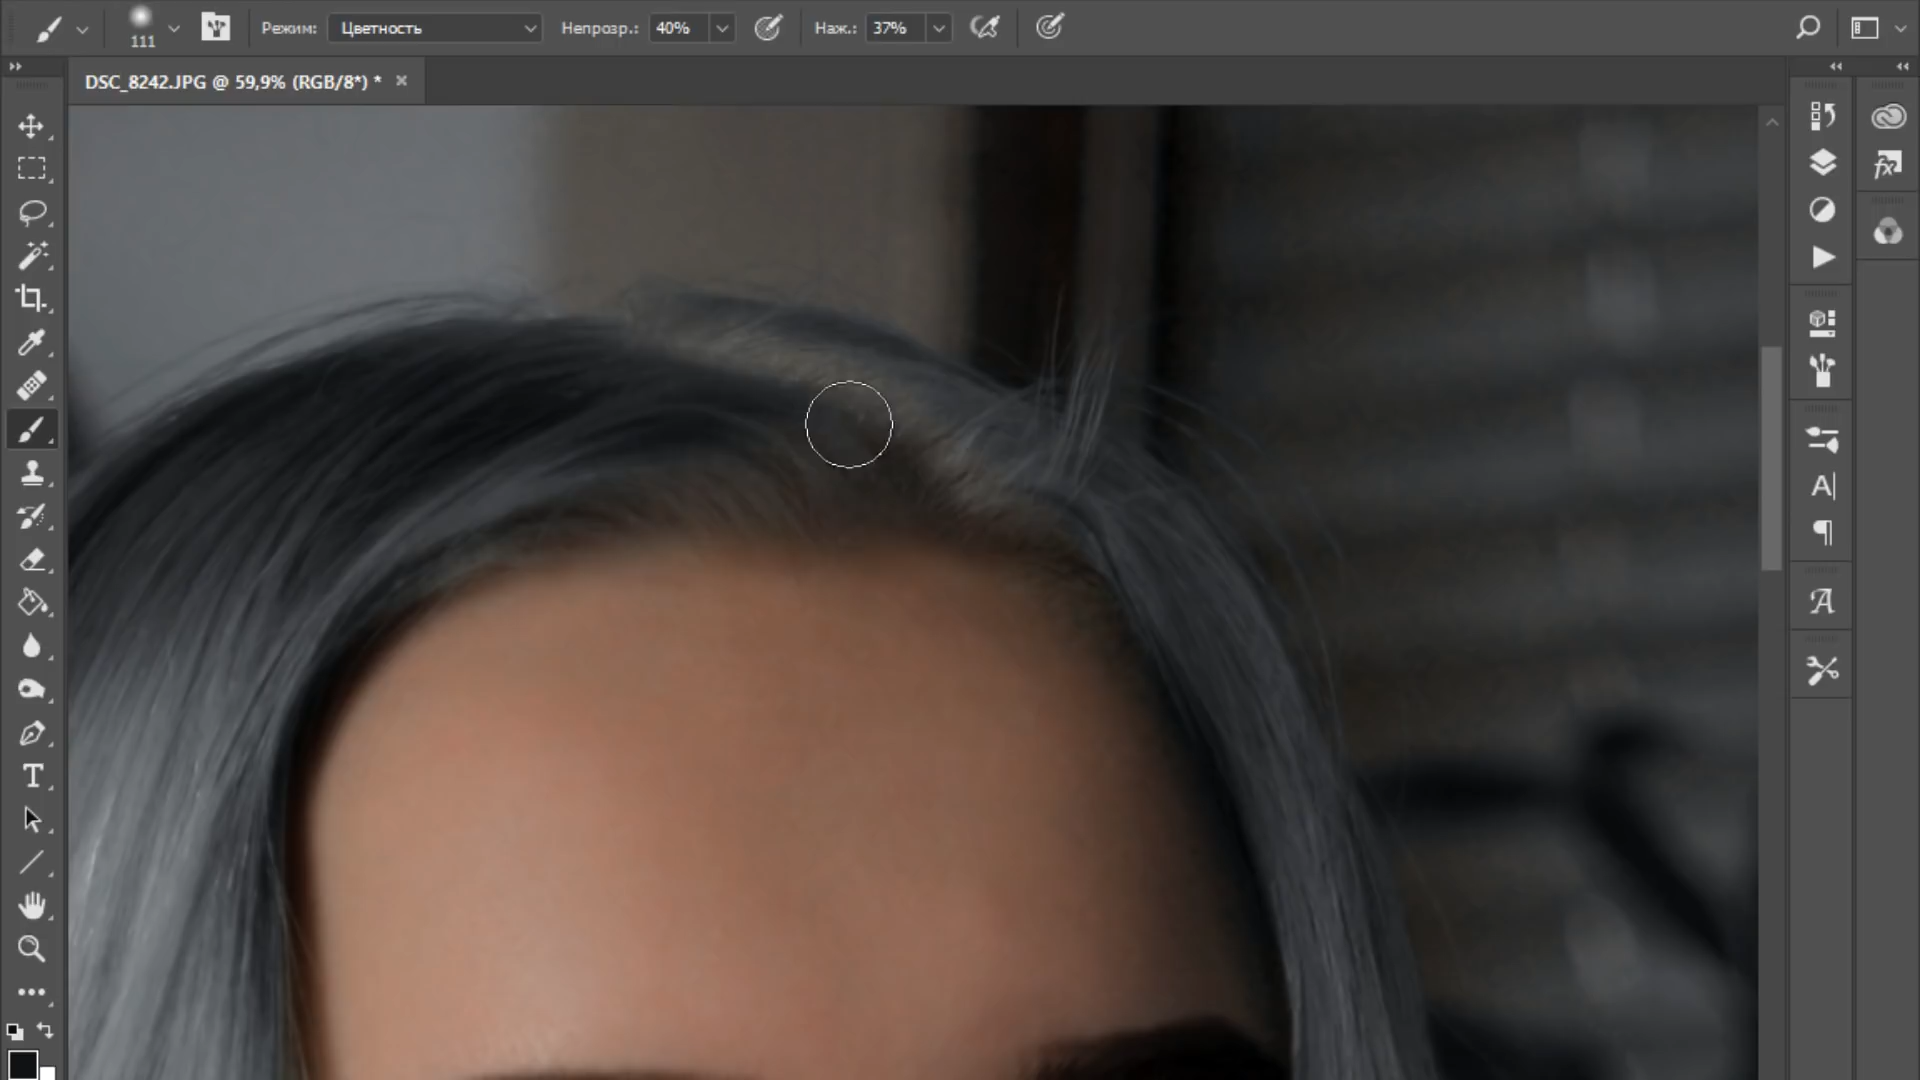 Режим: Цветность Непрозр.: 40% Наж.: 37%
111
DSC_8242.JPG @ 59,9% (RGB/8*) * ×